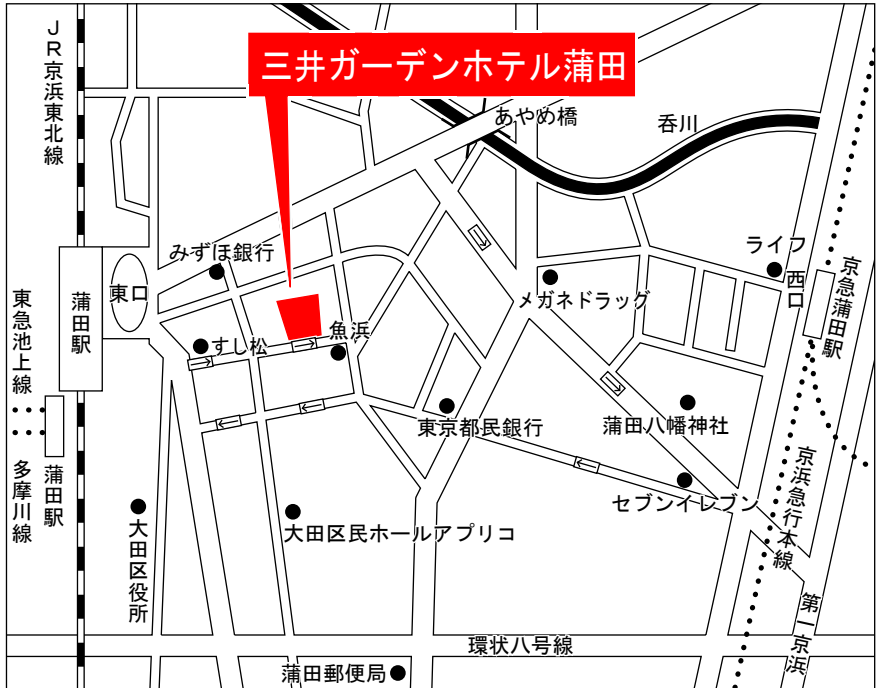 JR京浜東北線
三井ガーデンホテル蒲田
あやめ橋
呑川
みずほ銀行
ライフ
西口
京急蒲田駅
東口
蒲田駅
メガネドラッグ
東急池上線
すし松
魚浜
東京都民銀行
蒲田八幡神社
多摩川線
蒲田駅
京浜急行本線
セブンイレブン
大田区役所
大田区民ホールアプリコ
第一京浜
環状八号線
蒲田郵便局